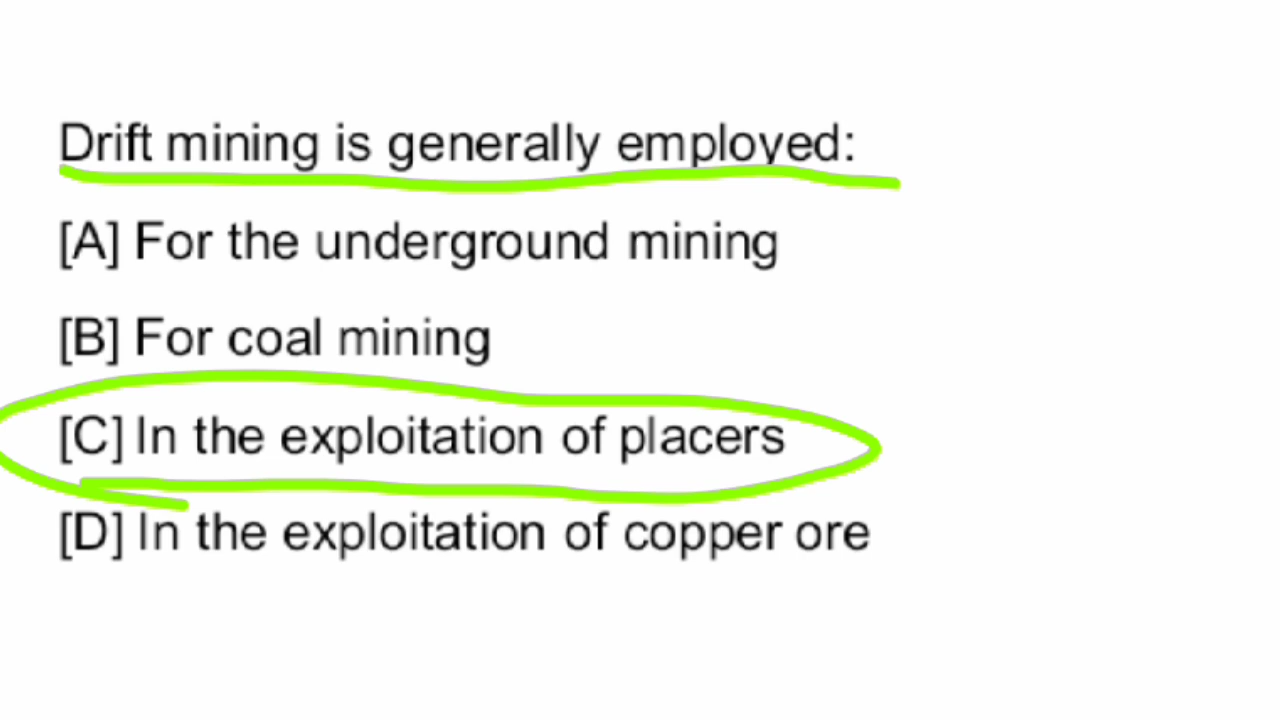 Drift mining is generally employed:
[A] For the underground mining
[B] For coal mining
[C] In the exploitation of placers
[D] In the exploitation of copper ore